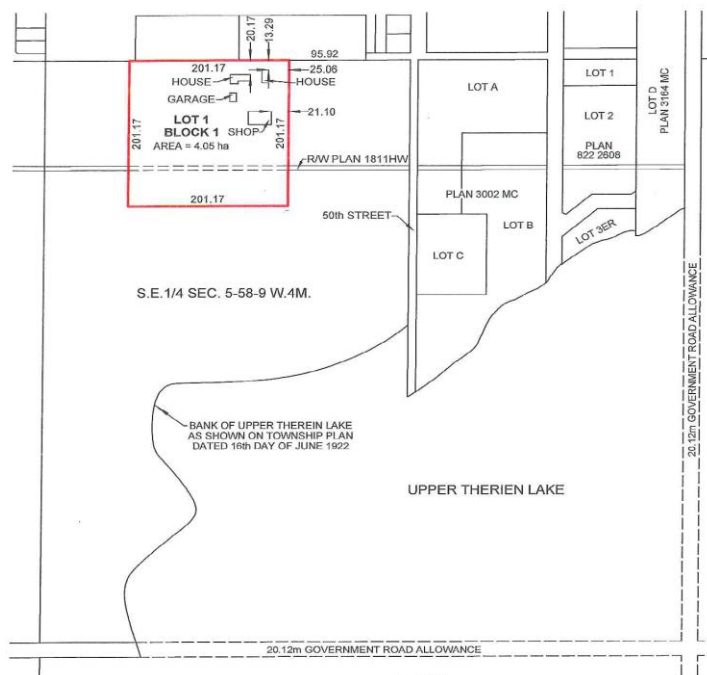 20.17
13.29
95.92
201.17
25.06
HOUSE
HOUSE
GARAGE
21.10
LOT 1
BLOCK 1
SHOP
AREA = 4.05 ha
201.17
201.17
201.17
R/W PLAN 1811HW
LOT A
LOT 1
LOT 2
PLAN
822 2608
LOT D
PLAN 3164 MC
PLAN 3002 MC
50th STREET
LOT B
LOT C
LOT 3ER
S.E.1/4 SEC. 5-58-9 W.4M.
BANK OF UPPER THEREIN LAKE
AS SHOWN ON TOWNSHIP PLAN
DATED 16th DAY OF JUNE 1922
UPPER THERIEN LAKE
20.12m GOVERNMENT ROAD ALLOWANCE
20.12m GOVERNMENT ROAD ALLOWANCE